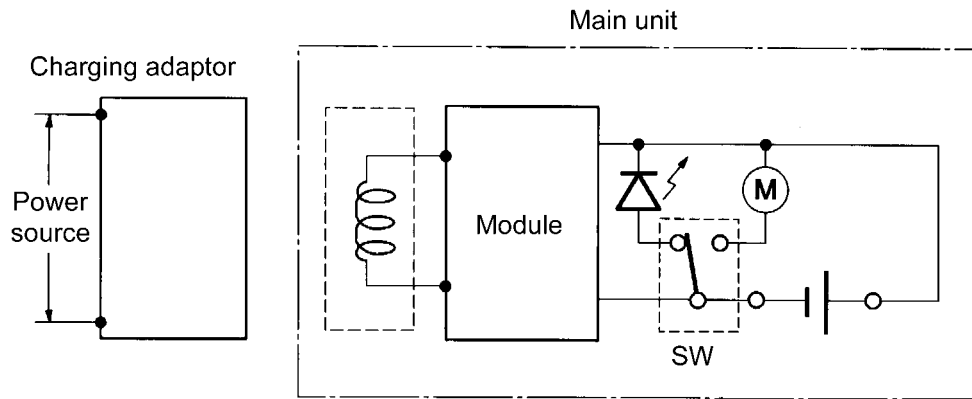 Main unit
Charging adaptor
Power
source
Module
M
SW